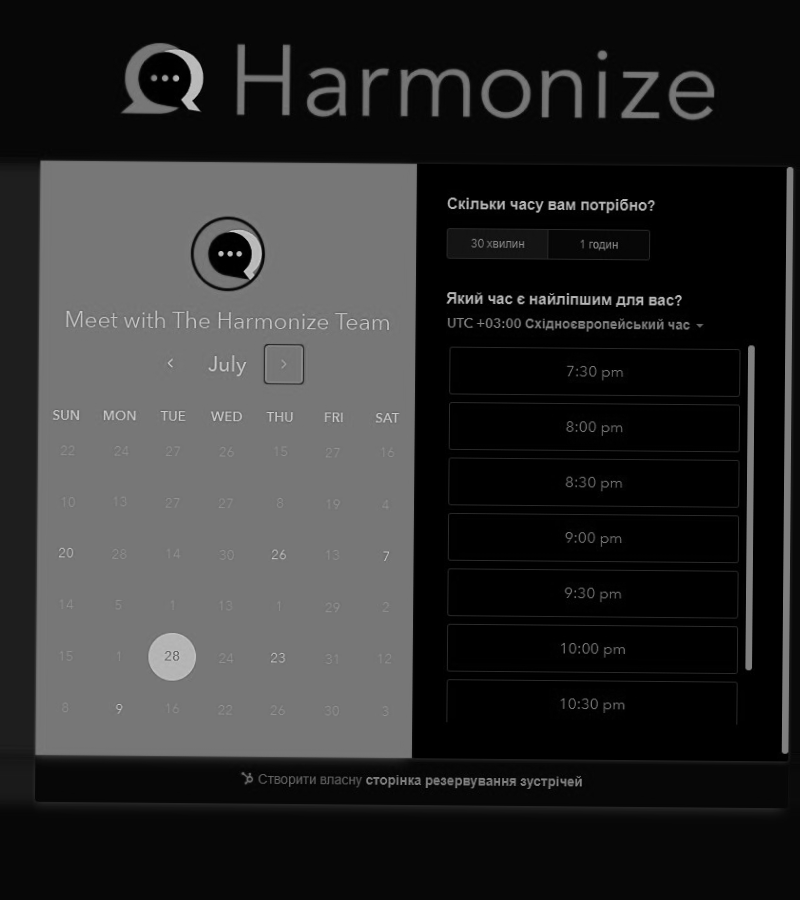 Harmonize
Meet with The Harmonize Team
July
SUN MON TUE WED THU FRI SAT
22 24 27 26 15 27 16
10 13 27 27 8 19 4
20 28 14 30 26 13 7
14 5 1 13 1 29 2
15 1 28 24 23 31 12
8 9 16 22 26 30 3
Скільки часу вам потрібно?
30 хвилин 1 годин
Який час є найліпшим для вас?
UTC +03:00 Східноєвропейський час
7:30 pm
8:00 pm
8:30 pm
9:00 pm
9:30 pm
10:00 pm
10:30 pm
Створити власну сторінка резервування зустрічей